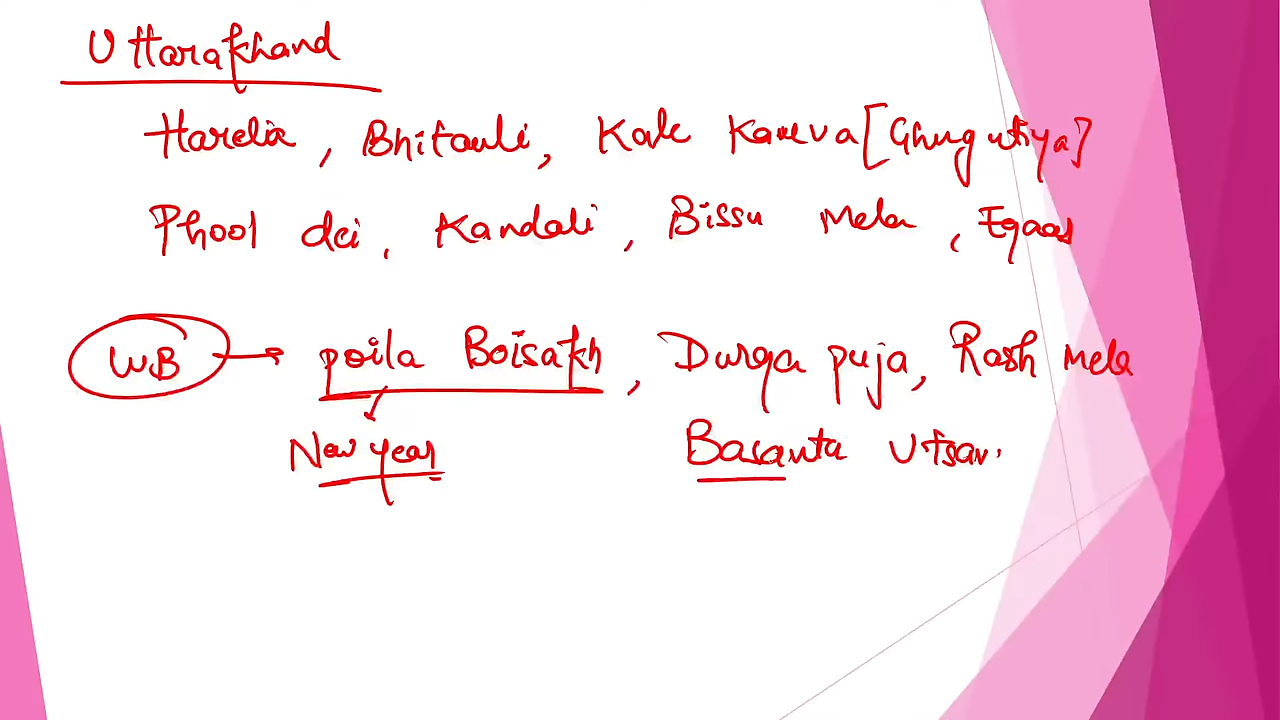 Uttarakhand
Harela, Bhitauli, Kale Kaueva [Ghughutiya]
Phool dei, Kandali, Bissu Mela, Egaas
WB → poila Boisakh, Durga puja, Rash Mela
New year Basanta Utsav